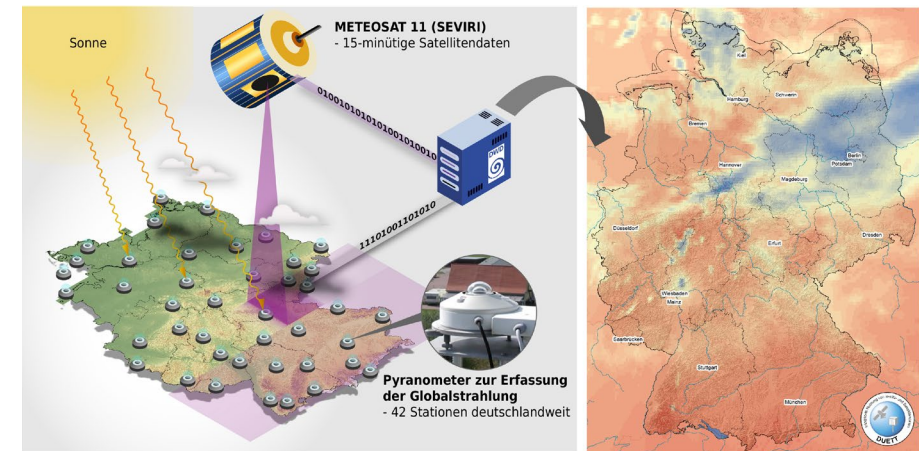 Sonne
METEOSAT 11 (SEVIRI)
- 15-minütige Satellitendaten
010010101010100101001010
DWD
11101001101010
Pyranometer zur Erfassung
der Globalstrahlung
- 42 Stationen deutschlandweit
Kiel
Schwerin
Hamburg
Bremen
Berlin
Potsdam
Hannover
Magdeburg
Düsseldorf
Dresden
Erfurt
Wiesbaden
Mainz
Saarbrücken
Stuttgart
München
DUETT